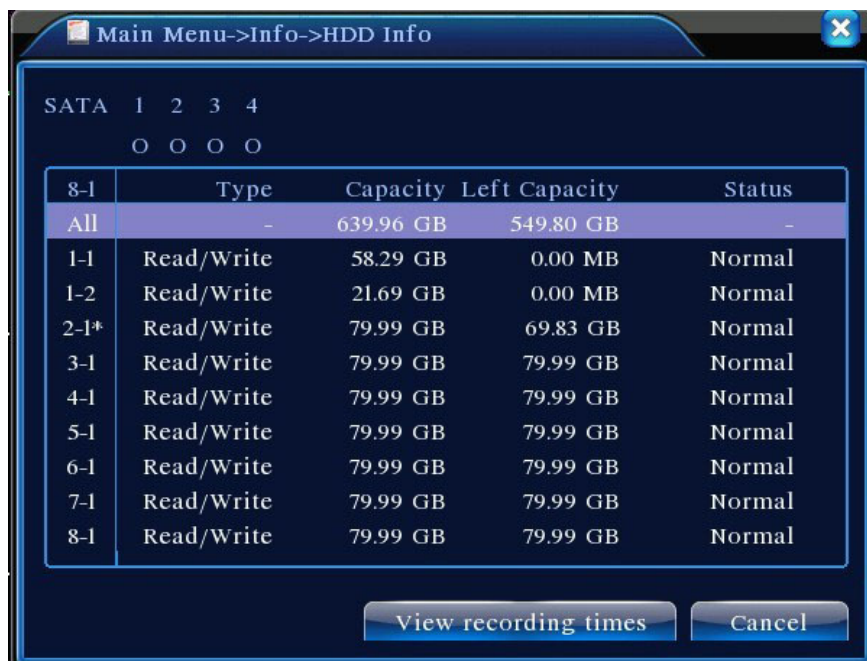 Main Menu->Info->HDD Info
SATA 1 2 3 4
O O O O
8-1 Type Capacity Left Capacity Status
All - 639.96 GB 549.80 GB -
1-1 Read/Write 58.29 GB 0.00 MB Normal
1-2 Read/Write 21.69 GB 0.00 MB Normal
2-1* Read/Write 79.99 GB 69.83 GB Normal
3-1 Read/Write 79.99 GB 79.99 GB Normal
4-1 Read/Write 79.99 GB 79.99 GB Normal
5-1 Read/Write 79.99 GB 79.99 GB Normal
6-1 Read/Write 79.99 GB 79.99 GB Normal
7-1 Read/Write 79.99 GB 79.99 GB Normal
8-1 Read/Write 79.99 GB 79.99 GB Normal
View recording times Cancel